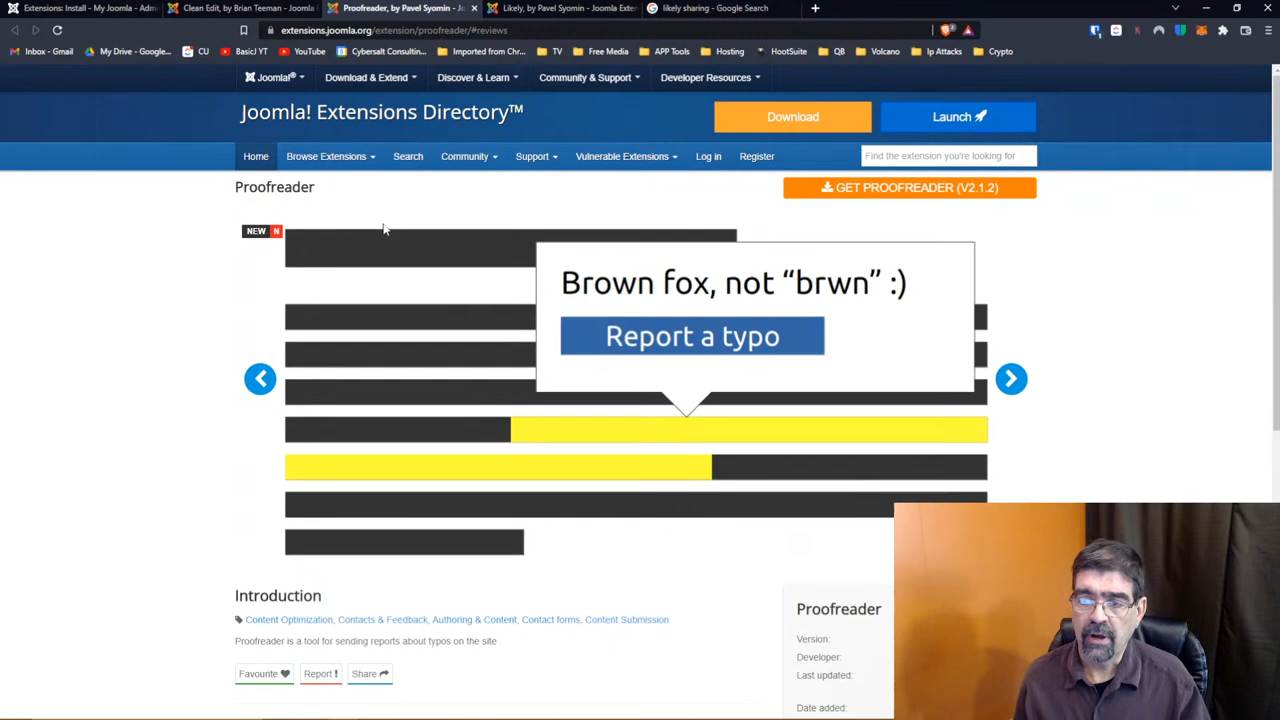 Extensions: Install - My Joomla - Adm
Clean Edit, by Brian Teeman - Joomla
Proofreader, by Pavel Syomin - Jo
Likely, by Pavel Syomin - Joomla Exte
likely sharing - Google Search
extensions.joomla.org/extension/proofreader/#reviews
Inbox - Gmail
My Drive - Google...
CU
BasicJ YT
YouTube
Cybersalt Consultin...
Imported from Chr...
TV
Free Media
APP Tools
Hosting
HootSuite
QB
Volcano
Ip Attacks
Crypto
Joomla!®
Download & Extend
Discover & Learn
Community & Support
Developer Resources
Joomla! Extensions Directory™
Download
Launch
Home
Browse Extensions
Search
Community
Support
Vulnerable Extensions
Log in
Register
Find the extension you're looking for
Proofreader
GET PROOFREADER (V2.1.2)
NEW N
Brown fox, not “brwn” :)
Report a typo
Introduction
Content Optimization, Contacts & Feedback, Authoring & Content, Contact forms, Content Submission
Proofreader is a tool for sending reports about typos on the site
Favourite
Report !
Share
Proofreader
Version:
Developer:
Last updated:
Date added: